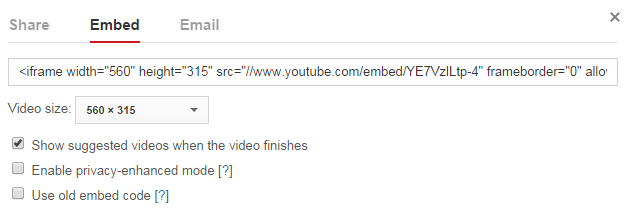 Share Embed Email
<iframe width="560" height="315" src="//www.youtube.com/embed/YE7VzlLtp-4" frameborder="0" allov
Video size: 560 × 315
Show suggested videos when the video finishes
Enable privacy-enhanced mode [?]
Use old embed code [?]